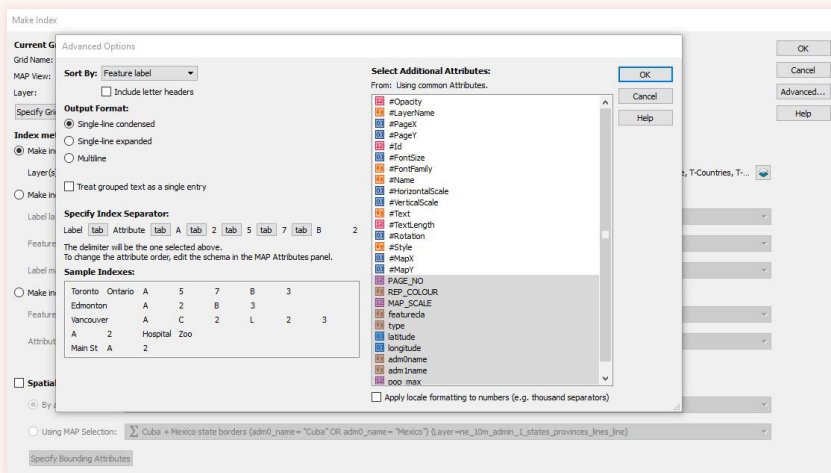 Make Index
Current G
Grid Name:
MAP View:
Layer:
Specify Gri
Index met
Make in
Layer(s
e, T-Countries, T-...
Make in
Label la
Feature
Label m
Make in
Feature
Attribut
Spatial
By a
Using MAP Selection: Cuba + Mexico state borders (adm0_name= "Cuba" OR adm0_name= "Mexico") (Layer=ne_10m_admin_1_states_provinces_lines_line)
Specify Bounding Attributes
OK
Cancel
Advanced...
Help
Advanced Options
Sort By: Feature label
Include letter headers
Output Format:
Single-line condensed
Single-line expanded
Multiline
Treat grouped text as a single entry
Specify Index Separator:
Label tab Attribute tab A tab 2 tab 5 tab 7 tab B 2
The delimiter will be the one selected above.
To change the attribute order, edit the schema in the MAP Attributes panel.
Sample Indexes:
Toronto Ontario A 5 7 B 3
Edmonton A 2 B 3
Vancouver A C 2 L 2 3
A 2 Hospital Zoo
Main St A 2
Select Additional Attributes:
From: Using common Attributes.
#Opacity
#LayerName
#PageX
#PageY
#Id
#FontSize
#FontFamily
#Name
#HorizontalScale
#VerticalScale
#Text
#TextLength
#Rotation
#Style
#MapX
#MapY
PAGE_NO
REP_COLOUR
MAP_SCALE
featureda
type
latitude
longitude
adm0name
adm1name
pop_max
Apply locale formatting to numbers (e.g. thousand separators)
OK
Cancel
Help